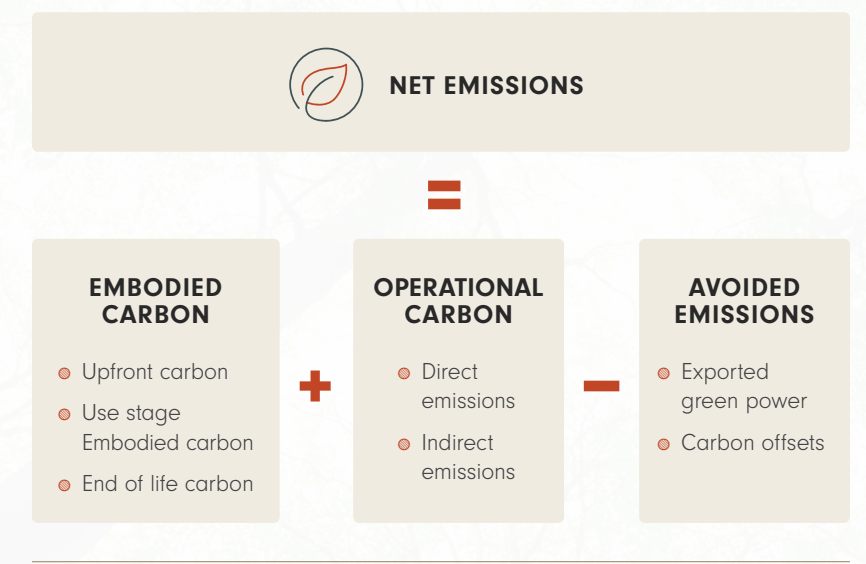 NET EMISSIONS
=
EMBODIED
CARBON
Upfront carbon
Use stage
Embodied carbon
End of life carbon
+
OPERATIONAL
CARBON
Direct
emissions
Indirect
emissions
−
AVOIDED
EMISSIONS
Exported
green power
Carbon offsets